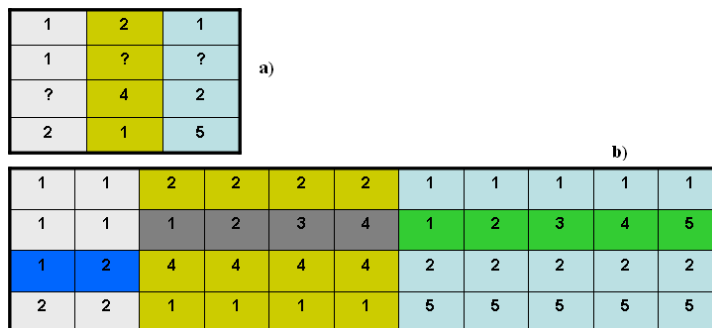 1 2 1
1 ? ?
a)
? 4 2
2 1 5
b)
1 1 2 2 2 2 1 1 1 1 1
1 1 1 2 3 4 1 2 3 4 5
1 2 4 4 4 4 2 2 2 2 2
2 2 1 1 1 1 5 5 5 5 5